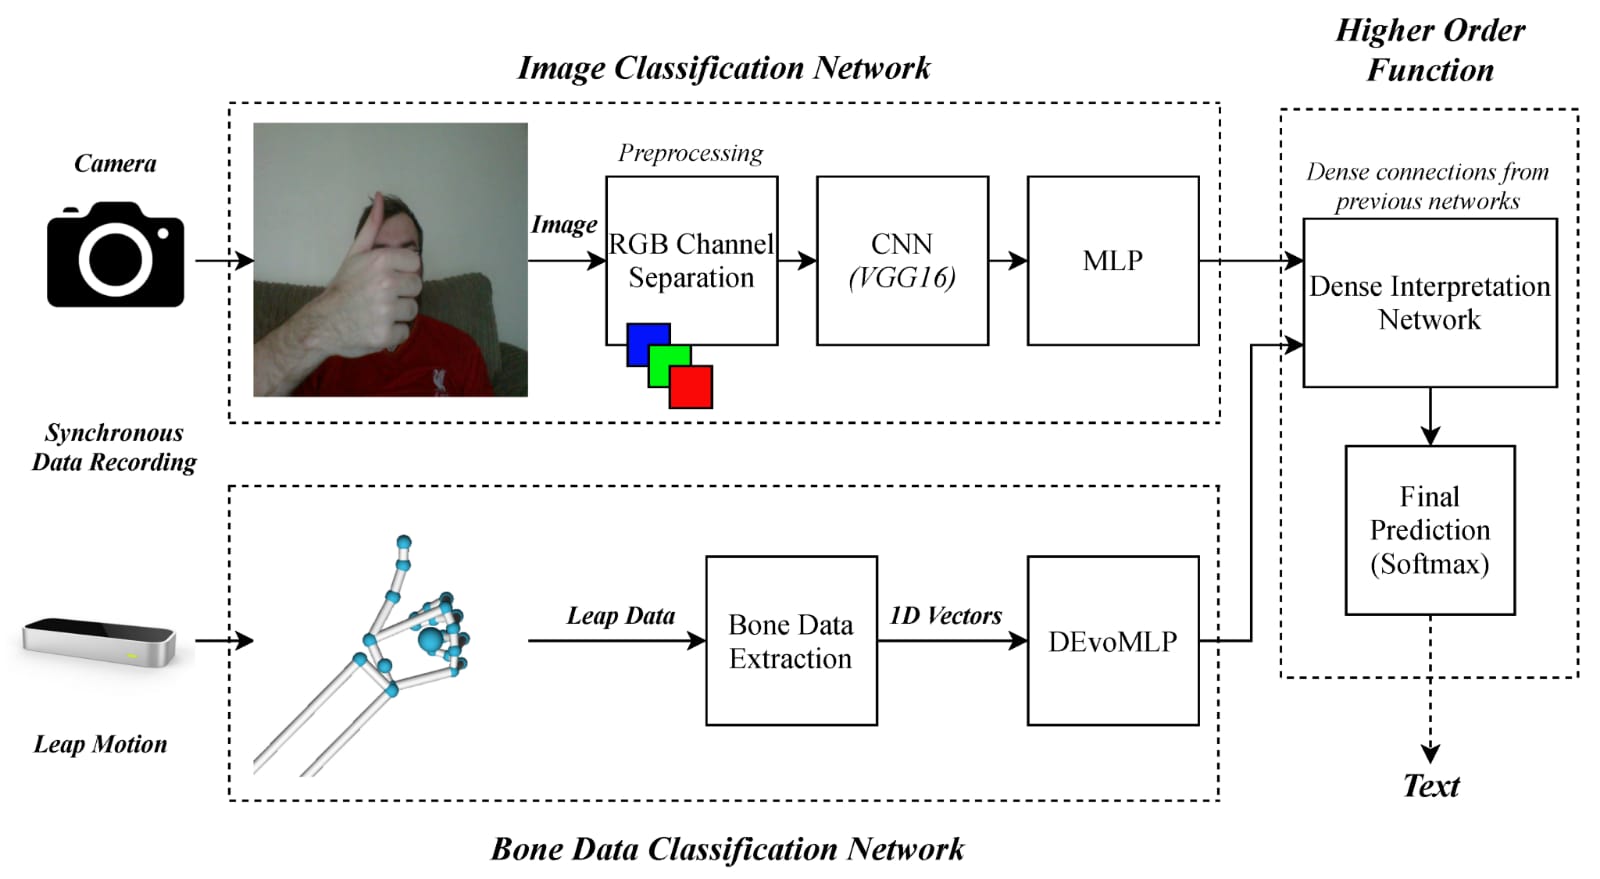 Higher Order
Function
Image Classification Network
Camera
Preprocessing
Image
RGB Channel
Separation
CNN
(VGG16)
MLP
Dense connections from
previous networks
Dense Interpretation
Network
Synchronous
Data Recording
Final
Prediction
(Softmax)
Leap Data
Bone Data
Extraction
1D Vectors
DEvoMLP
Leap Motion
Text
Bone Data Classification Network